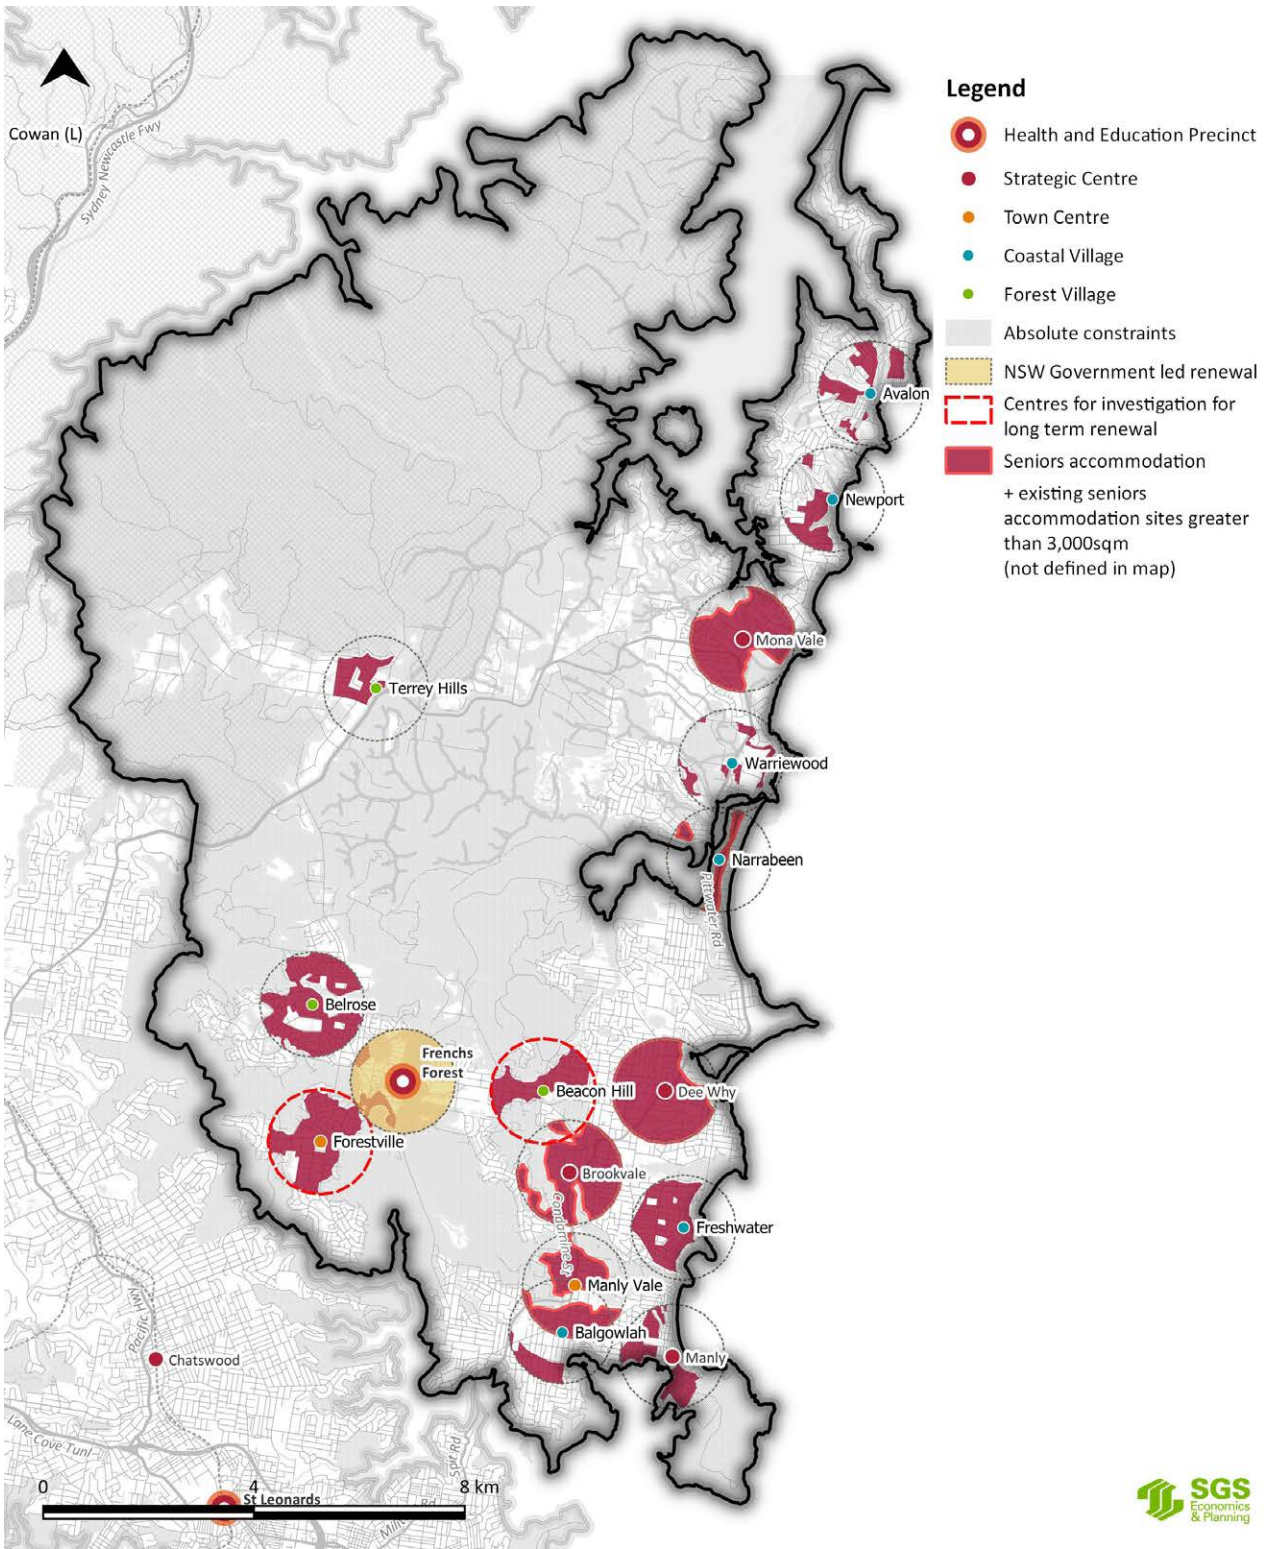 Cowan (L)
Sydney Newcastle Fwy
Legend
Health and Education Precinct
Strategic Centre
Town Centre
Coastal Village
Forest Village
Absolute constraints
NSW Government led renewal
Centres for investigation for
long term renewal
Seniors accommodation
+ existing seniors
accommodation sites greater
than 3,000sqm
(not defined in map)
Avalon
Newport
Mona Vale
Terrey Hills
Warriewood
Narrabeen
Pittwater Rd
Belrose
Frenchs
Forest
Beacon Hill
Dee Why
Forestville
Brookvale
Condamine St
Freshwater
Manly Vale
Balgowlah
Manly
Pacific Hwy
Chatswood
Lane Cove Tunl
Spit Rd
0 4 8 km
St Leonards
Rd
SGS
Economics
& Planning